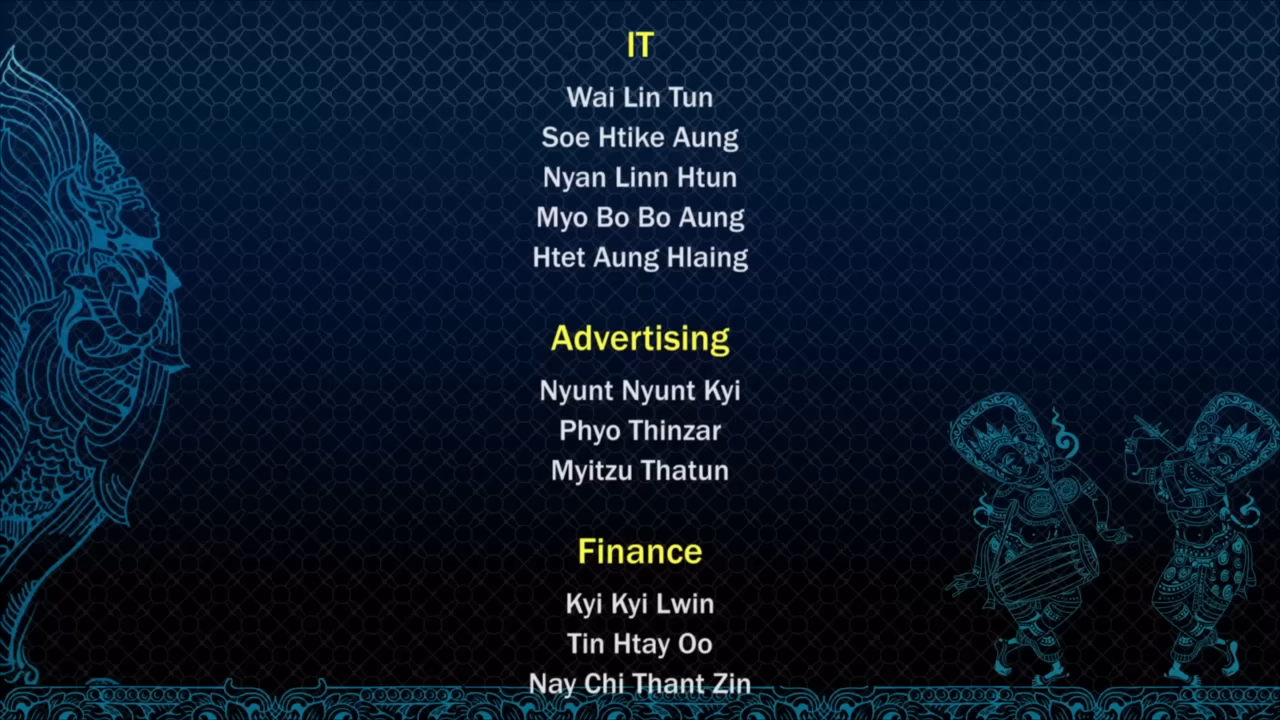 IT
Wai Lin Tun
Soe Htike Aung
Nyan Linn Htun
Myo Bo Bo Aung
Htet Aung Hlaing
Advertising
Nyunt Nyunt Kyi
Phyo Thinzar
Myitzu Thatun
Finance
Kyi Kyi Lwin
Tin Htay Oo
Nay Chi Thant Zin